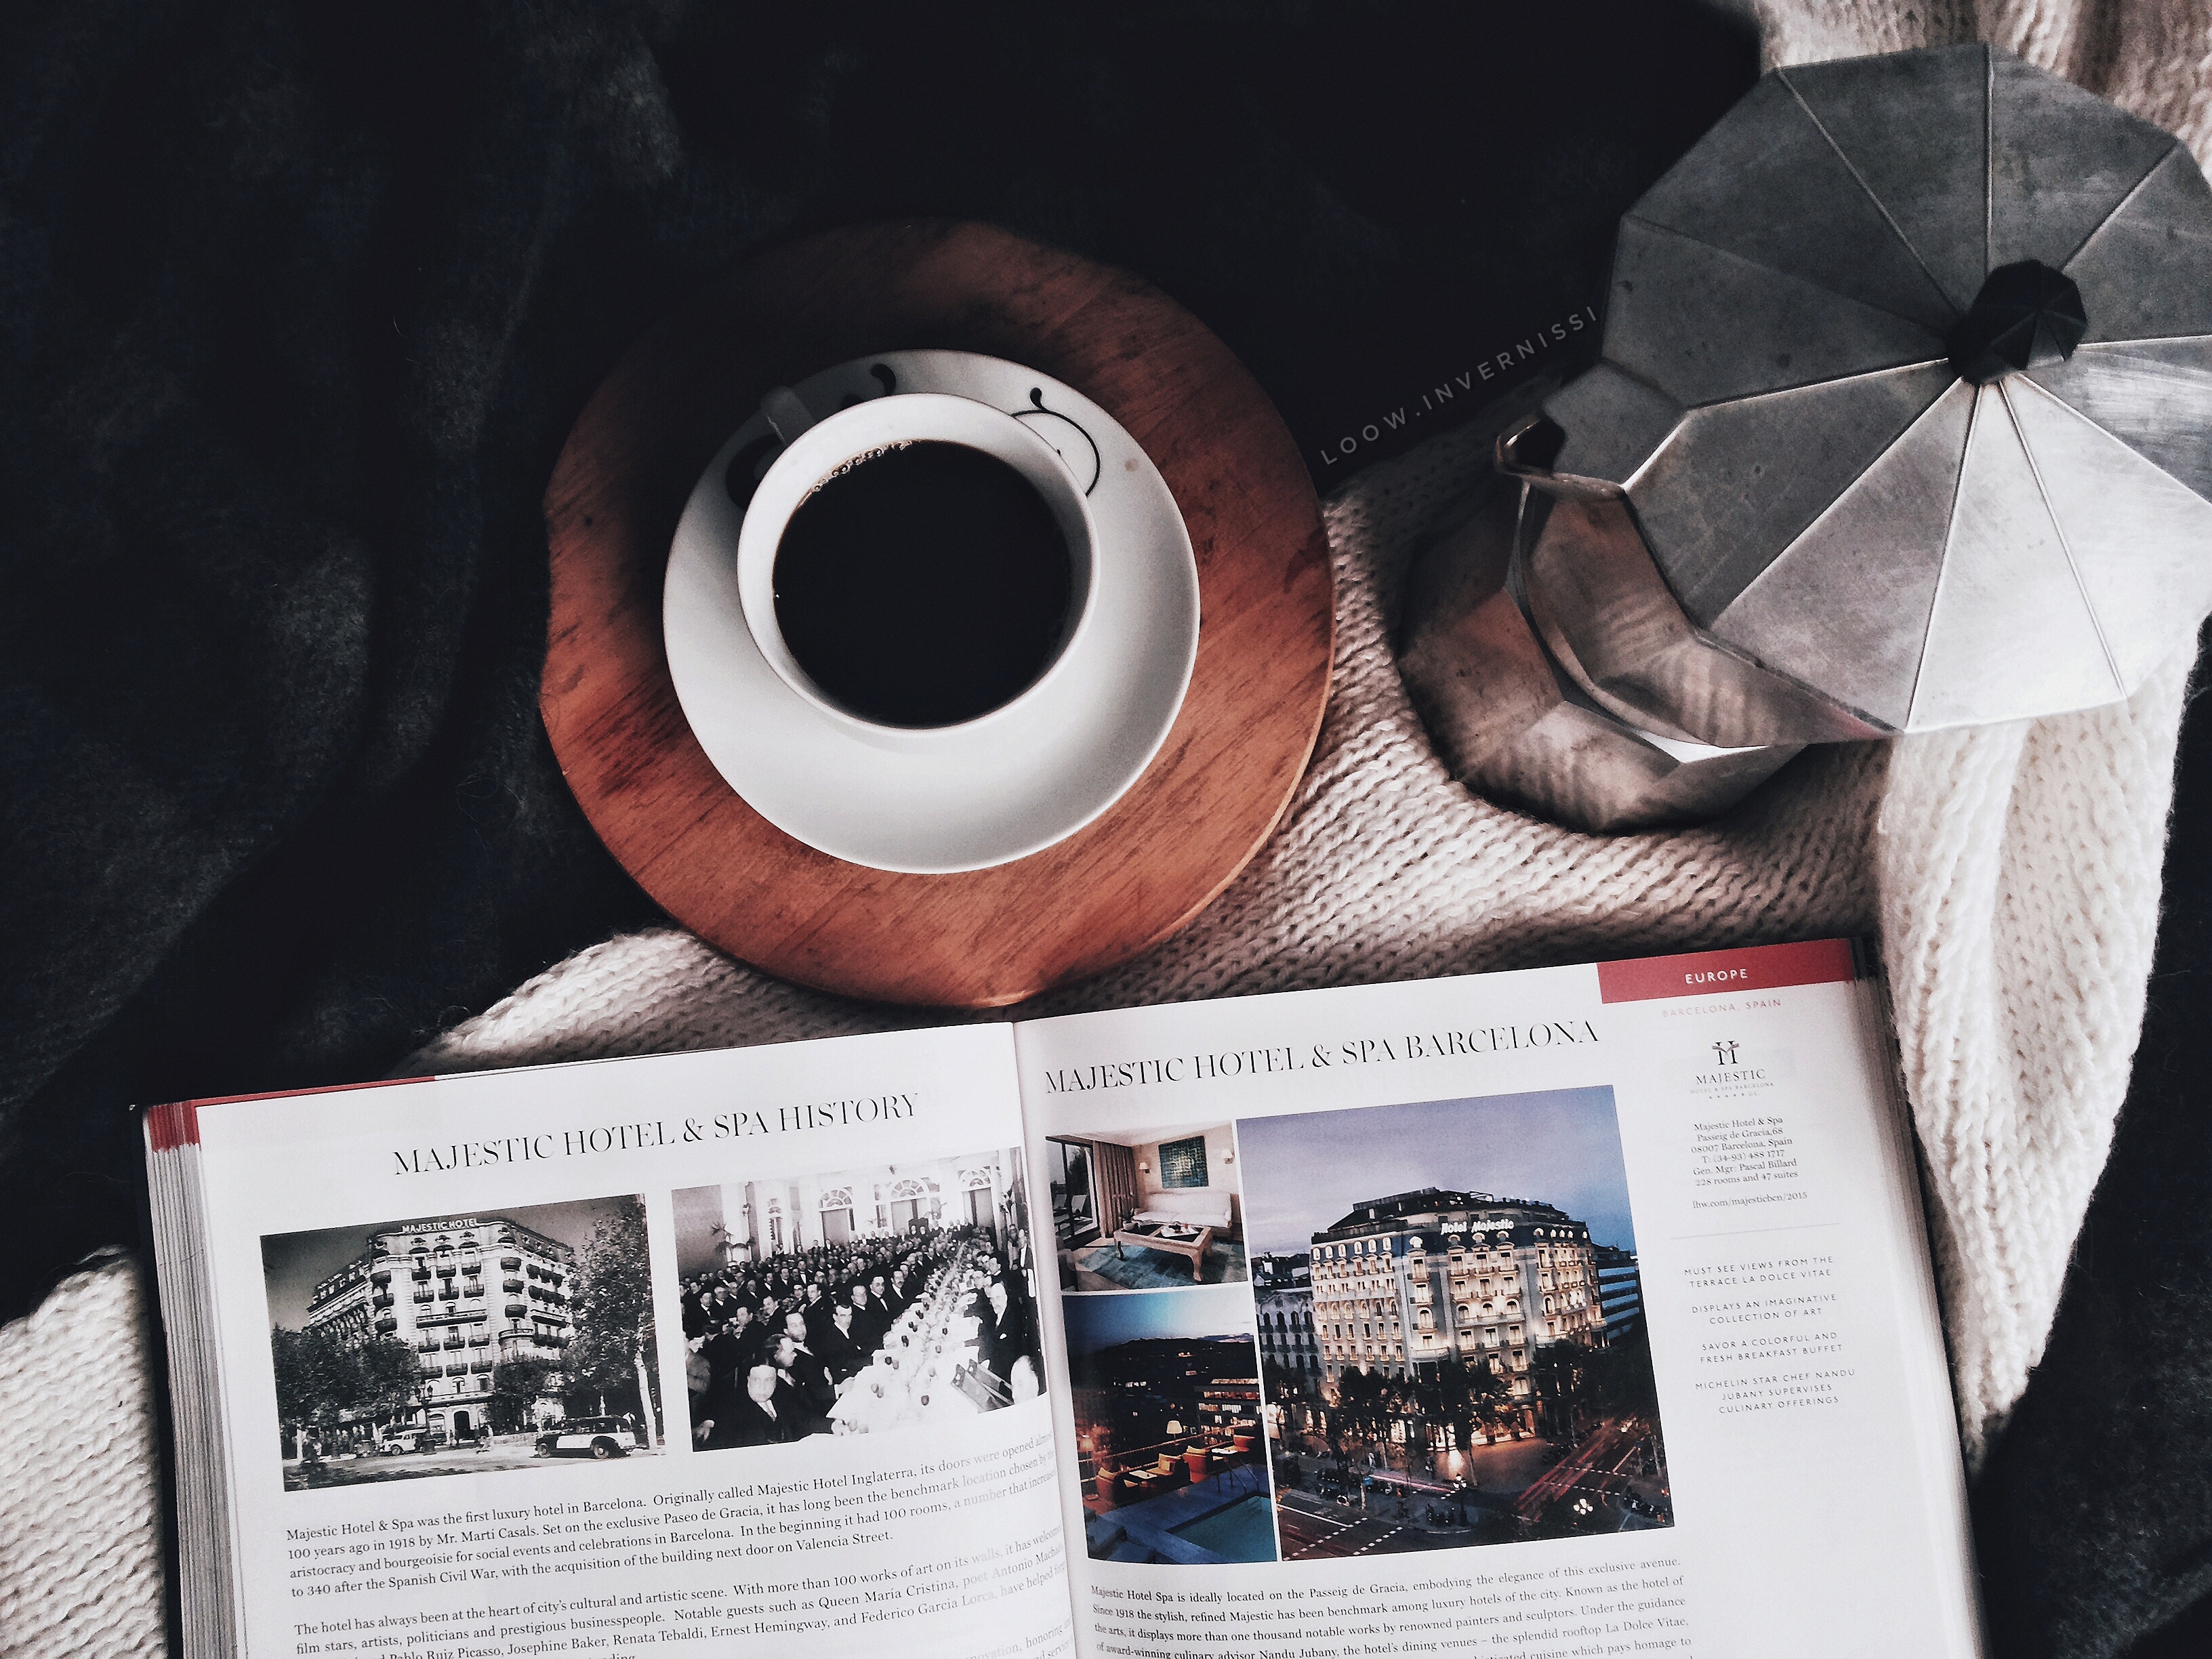 LOOW.INVERNISSI
MAJESTIC HOTEL & SPA HISTORY
MAJESTIC HOTEL
Majestic Hotel & Spa was the first luxury hotel in Barcelona. Originally called Majestic Hotel Inglaterra, its doors were opened almost
100 years ago in 1918 by Mr. Marti Casals. Set on the exclusive Paseo de Gracia, it has long been the benchmark location chosen by the
aristocracy and bourgeoisie for social events and celebrations in Barcelona. In the beginning it had 100 rooms, a number that increased
to 340 after the Spanish Civil War, with the acquisition of the building next door on Valencia Street.
The hotel has always been at the heart of city's cultural and artistic scene. With more than 100 works of art on its walls, it has welcomed
film stars, artists, politicians and prestigious businesspeople. Notable guests such as Queen María Cristina, poet Antonio Machado,
Pablo Ruiz Picasso, Josephine Baker, Renata Tebaldi, Ernest Hemingway, and Federico Garcia Lorca, have helped
honoring
EUROPE
BARCELONA, SPAIN
MAJESTIC HOTEL & SPA BARCELONA
Hotel Majestic
MAJESTIC
HOTEL & SPA BARCELONA
Majestic Hotel & Spa
Passeig de Gracia,68
08007 Barcelona, Spain
T: (34-93) 488 1717
Gen. Mgr: Pascal Billard
228 rooms and 47 suites
lhw.com/majesticbcn/2015
MUST SEE VIEWS FROM THE
TERRACE LA DOLCE VITAE
DISPLAYS AN IMAGINATIVE
COLLECTION OF ART
SAVOR A COLORFUL AND
FRESH BREAKFAST BUFFET
MICHELIN STAR CHEF NANDU
JUBANY SUPERVISES
CULINARY OFFERINGS
Majestic Hotel Spa is ideally located on the Passeig de Gracia, embodying the elegance of this exclusive avenue.
Since 1918 the stylish, refined Majestic has been benchmark among luxury hotels of the city. Known as the hotel of
the arts, it displays more than one thousand notable works by renowned painters and sculptors. Under the guidance
of award-winning culinary advisor Nandu Jubany, the hotel's dining venues – the splendid rooftop La Dolce Vitae,
cuisine which pays homage to